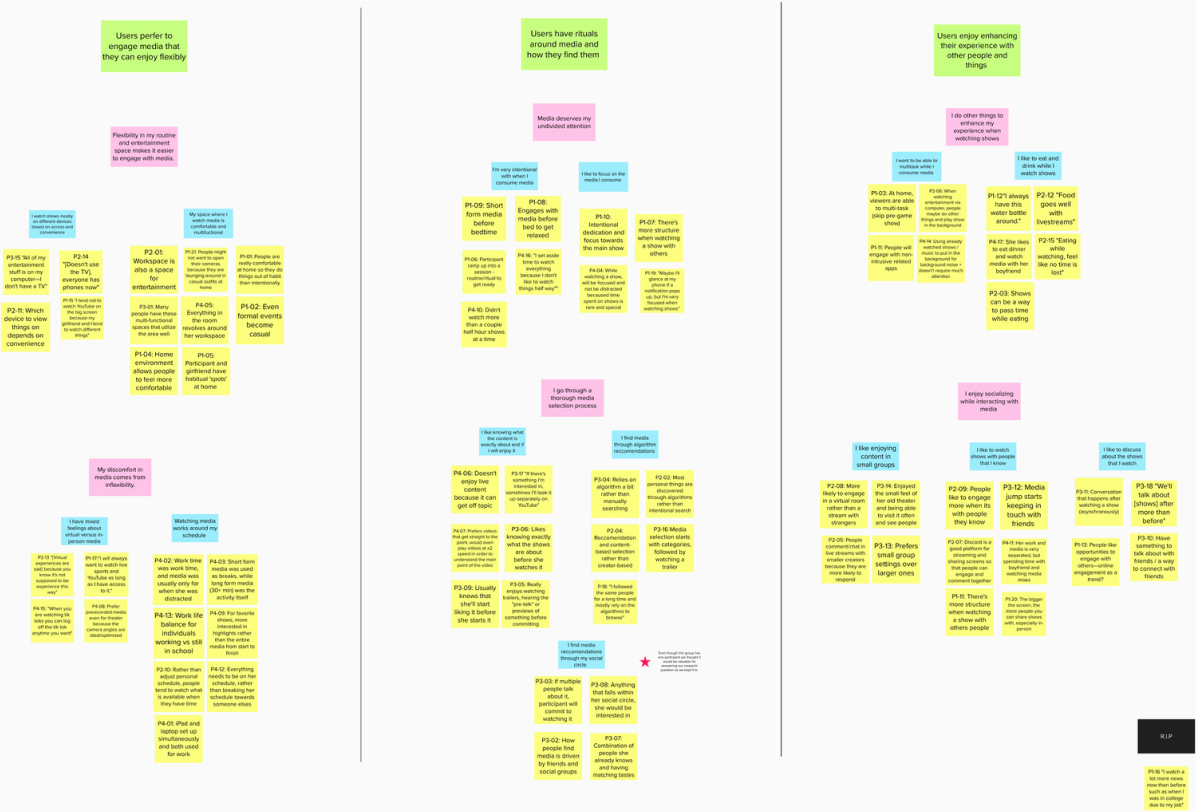 Users perfer to
engage media that
they can enjoy flexibly
Flexibility in my routine
and entertainment
space makes it easier
to engage with media.
I watch shows mostly
on different devices
based on access and
convenience
P3-15 "All of my
entertainment
stuff is on my
computer—I
don't have a TV"
P2-14
"[Doesn't use
the TV],
everyone has
phones now"
P2-11: Which
device to view
things on
depends on
convenience
P1-15 "I tend not to
watch YouTube on
the big screen
because my
girlfriend and I tend
to watch different
things"
My space where I
watch media is
comfortable and
multifuctional
P2-01:
Workspace is
also a space
for
entertainment
P1-21: People might
not want to open
their cameras
because they are
lounging around in
casual outfits at
home
P1-01: People are
really comfortable
at home so they do
things out of habit
than intentionally
P3-01: Many
people have these
multi-functional
spaces that utilize
the area well
P4-05:
Everything in
the room
revolves around
her workspace
P1-02: Even
formal events
become
casual
P1-04: Home
environment
allows people
to feel more
comfortable
P1-05:
Participant and
girlfriend have
habitual 'spots'
at home
My discomfort in
media comes from
inflexibility.
I have mixed
feelings about
virtual versus in-
person media
P2-13 "[Virtual
experiences are
sad] because you
know it's not
supposed to be
experience this
way"
P1-17"I will always
want to watch live
sports and
YouTube as long
as I have access
to it."
P4-15: "When you
are watching tik
toks you can log
off the tik tok
anytime you want"
P4-08: Prefer
prerecorded media
even for theater
because the
camera angles are
ideal/optimized
Watching media
works around my
schedule
P4-02: Work time
was work time,
and media was
usually only for
when she was
distracted
P4-03: Short form
media was used
as breaks, while
long form media
(30+ min) was the
activity itself
P4-13: Work life
balance for
individuals
working vs still
in school
P4-09: For favorite
shows, more
interested in
highlights rather
than the entire
media from start to
finish
P2-10: Rather than
adjust personal
schedule, people
tend to watch what
is available when
they have time
P4-12: Everything
needs to be on her
schedule, rather
than breaking her
schedule towards
someone elses
P4-01: iPad and
laptop set up
simultaneously
and both used
for work
Users have rituals
around media and
how they find them
Media deserves my
undivided attention
I'm very intentional
with when I
consume media
P1-09: Short
form media
before
bedtime
P1-08:
Engages with
media before
bed to get
relaxed
P1-06: Participant
ramp up into a
session -
routine/ritual to
get ready
P4-16: "I set aside
time to watch
everything
because I don't
like to watch
things half way""
P4-10: Didn't
watch more
than a couple
half hour shows
at a time
I like to focus on the
media I consume
P1-10:
Intentional
dedication and
focus towards
the main show
P1-07: There's
more structure
when watching a
show with
others
P4-04: While
watching a show,
will be focused and
not be distracted
becaused time
spent on shows is
rare and special
P1-19: "Maybe I'll
glance at my
phone if a
notification pops
up, but I'm very
focused when
watching shows"
I go through a
thorough media
selection process
I like knowing what
the content is
exactly about and if
I will enjoy it
P4-06: Doesn't
enjoy live
content
because it can
get off topic
P3-17 "If there's
something I'm
interested in,
sometimes I'll look
it up separately on
YouTube"
P4-07: Prefers videos
that get straight to the
point, would even
play videos at x2
speed in order to
understand the main
point of the video
P3-06: Likes
knowing exactly
what the shows
are about
before she
watches it
P3-09: Usually
knows that
she'll start
liking it before
she starts it
P3-05: Really
enjoys watching
trailers, hearing
the "pre-talk" or
previews of
something before
committing
I find media
through algorithm
reccomendations
P3-04: Relies on
algorithm a bit
rather than
manually
searching
P2-02: Most
personal things are
discovered
through algorithms
rather than
intentional search
P2-04:
Reccomendation
and content-
based selection
rather than
creator-based
P3-16 Media
selection starts
with categories,
followed by
watching a
trailer
P-18: "I followed
the same people
for a long time and
mostly rely on the
algorithms to
browse"
I find media
reccomendations
through my social
circle
P3-03: If multiple
people talk
about it,
participant will
commit to
watching it
P3-08: Anything
that falls within
her social circle,
she would be
interested in
P3-02: How
people find
media is driven
by friends and
social groups
P3-07:
Combination of
people she
already knows
and having
matching tastes
Users enjoy enhancing
their experience with
other people and
things
I do other things to
enhance my
experience when
watching shows
I want to be able to
multitask while I
consume media
P1-03: At home,
viewers are able
to multi-task
(skip pre-game
show)
P2-06: When
watching
entertainment via
computer, people
maybe do other
things and play show
in the background
P1-11: People will
engage with non-
intrusive related
apps
P4-14: Using already
watched shows /
music to put in the
background for
background noise +
doesn't require much
attention
I like to eat and
drink while I
watch shows
P1-12"I always
have this
water bottle
around."
P2-12 "Food
goes well
with
livestreams"
P4-17: She likes
to eat dinner
and watch
media with her
boyfriend
P2-15 "Eating
while watching,
feel like no time is
lost"
P2-03: Shows
can be a way
to pass time
while eating
I enjoy socializing
while interacting with
media
I like enjoying
content in
small groups
P2-08: More
likely to engage
in a virtual room
rather than a
stream with
strangers
P3-14: Enjoyed
the small feel of
her old theater
and being able to
visit it often and
see people
P2-05: People
comment/chat in
live streams with
smaller creators
because they are
more likely to
respond
P3-13: Prefers
small group
settings over
larger ones
I like to watch
shows with people
that I know
P2-09: People
like to engage
more when its
with people
they know
P3-12: Media
jump starts
keeping in
touch with
friends
P2-07: Discord is a
good platform for
streaming and
sharing screens so
that people can
engage and
comment together
P4-11: Her work and
media is very
separated, but
spending time with
boyfriend and
watching media
mixes
P1-11: There's
more structure
when watching
a show with
others people
P1-20: The bigger
the screen, the
more people you
can share shows
with, especially in-
person
I like to discuss
about the shows
that I watch
P3-11: Conversation
that happens after
watching a show
(asynchronously)
P3-18 "We'll
talk about
[shows] after
more than
before"
P1-13: People like
opportunities to
engage with
others—online
engagement as a
trend?
P3-10: Have
something to
talk about with
friends / a way
to connect with
friends
R.I.P
P1-16 "I watch a
lot more news
now than before
such as when I
was in college
due to my job"